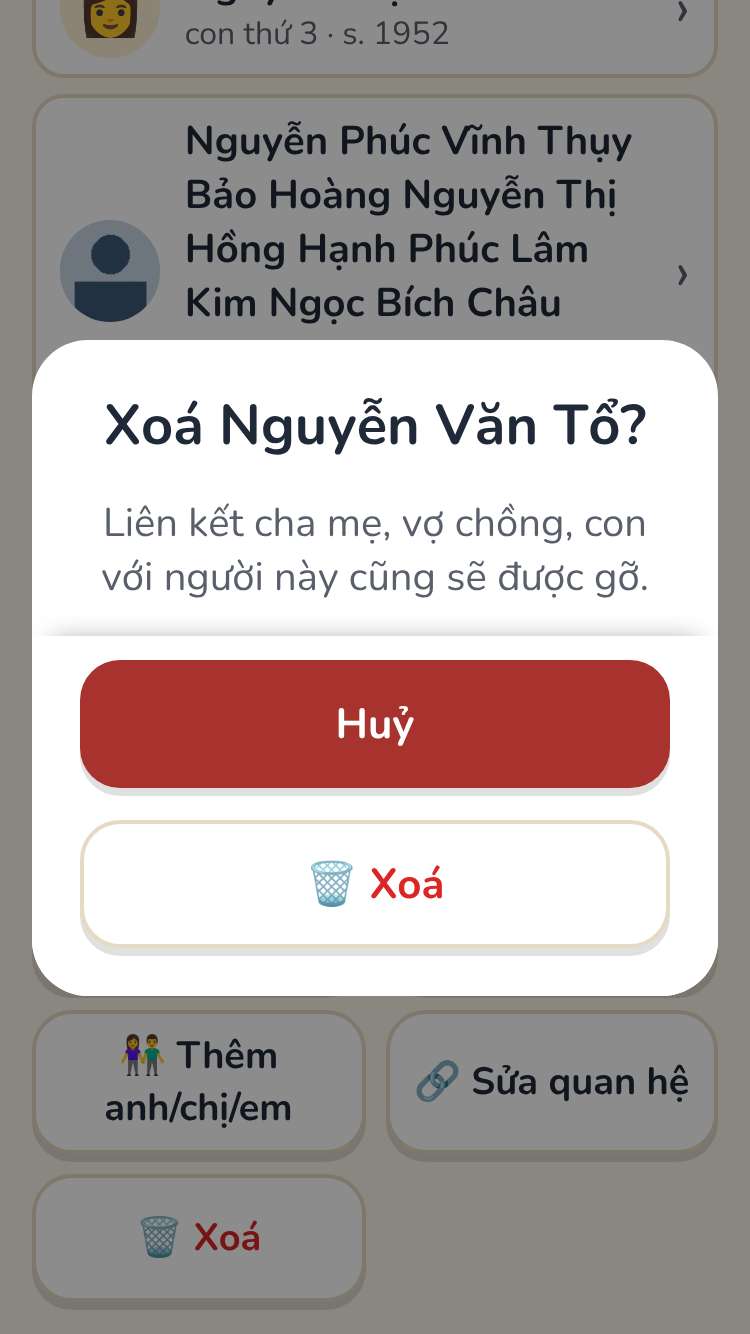 con thứ 3 · s. 1952
Nguyễn Phúc Vĩnh Thụy
Bảo Hoàng Nguyễn Thị
Hồng Hạnh Phúc Lâm
Kim Ngọc Bích Châu
Xoá Nguyễn Văn Tổ?
Liên kết cha mẹ, vợ chồng, con
với người này cũng sẽ được gỡ.
Huỷ
Xoá
Thêm
anh/chị/em
Sửa quan hệ
Xoá